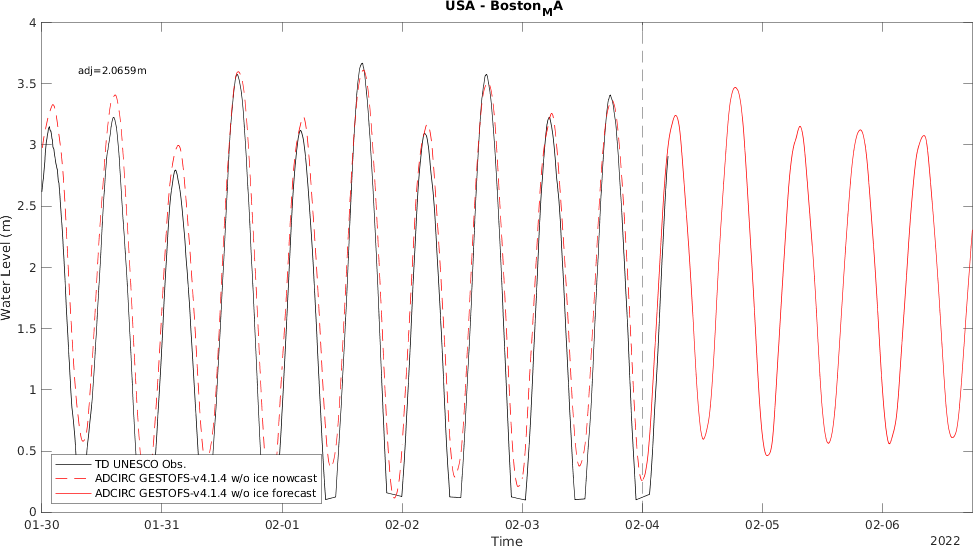 USA - Boston_MA
4
adj=2.0659m
3.5
3
2.5
2
1.5
1
0.5
0
Water Level (m)
TD UNESCO Obs.
ADCIRC GESTOFS-v4.1.4 w/o ice nowcast
ADCIRC GESTOFS-v4.1.4 w/o ice forecast
01-30 01-31 02-01 02-02 02-03 02-04 02-05 02-06
Time
2022